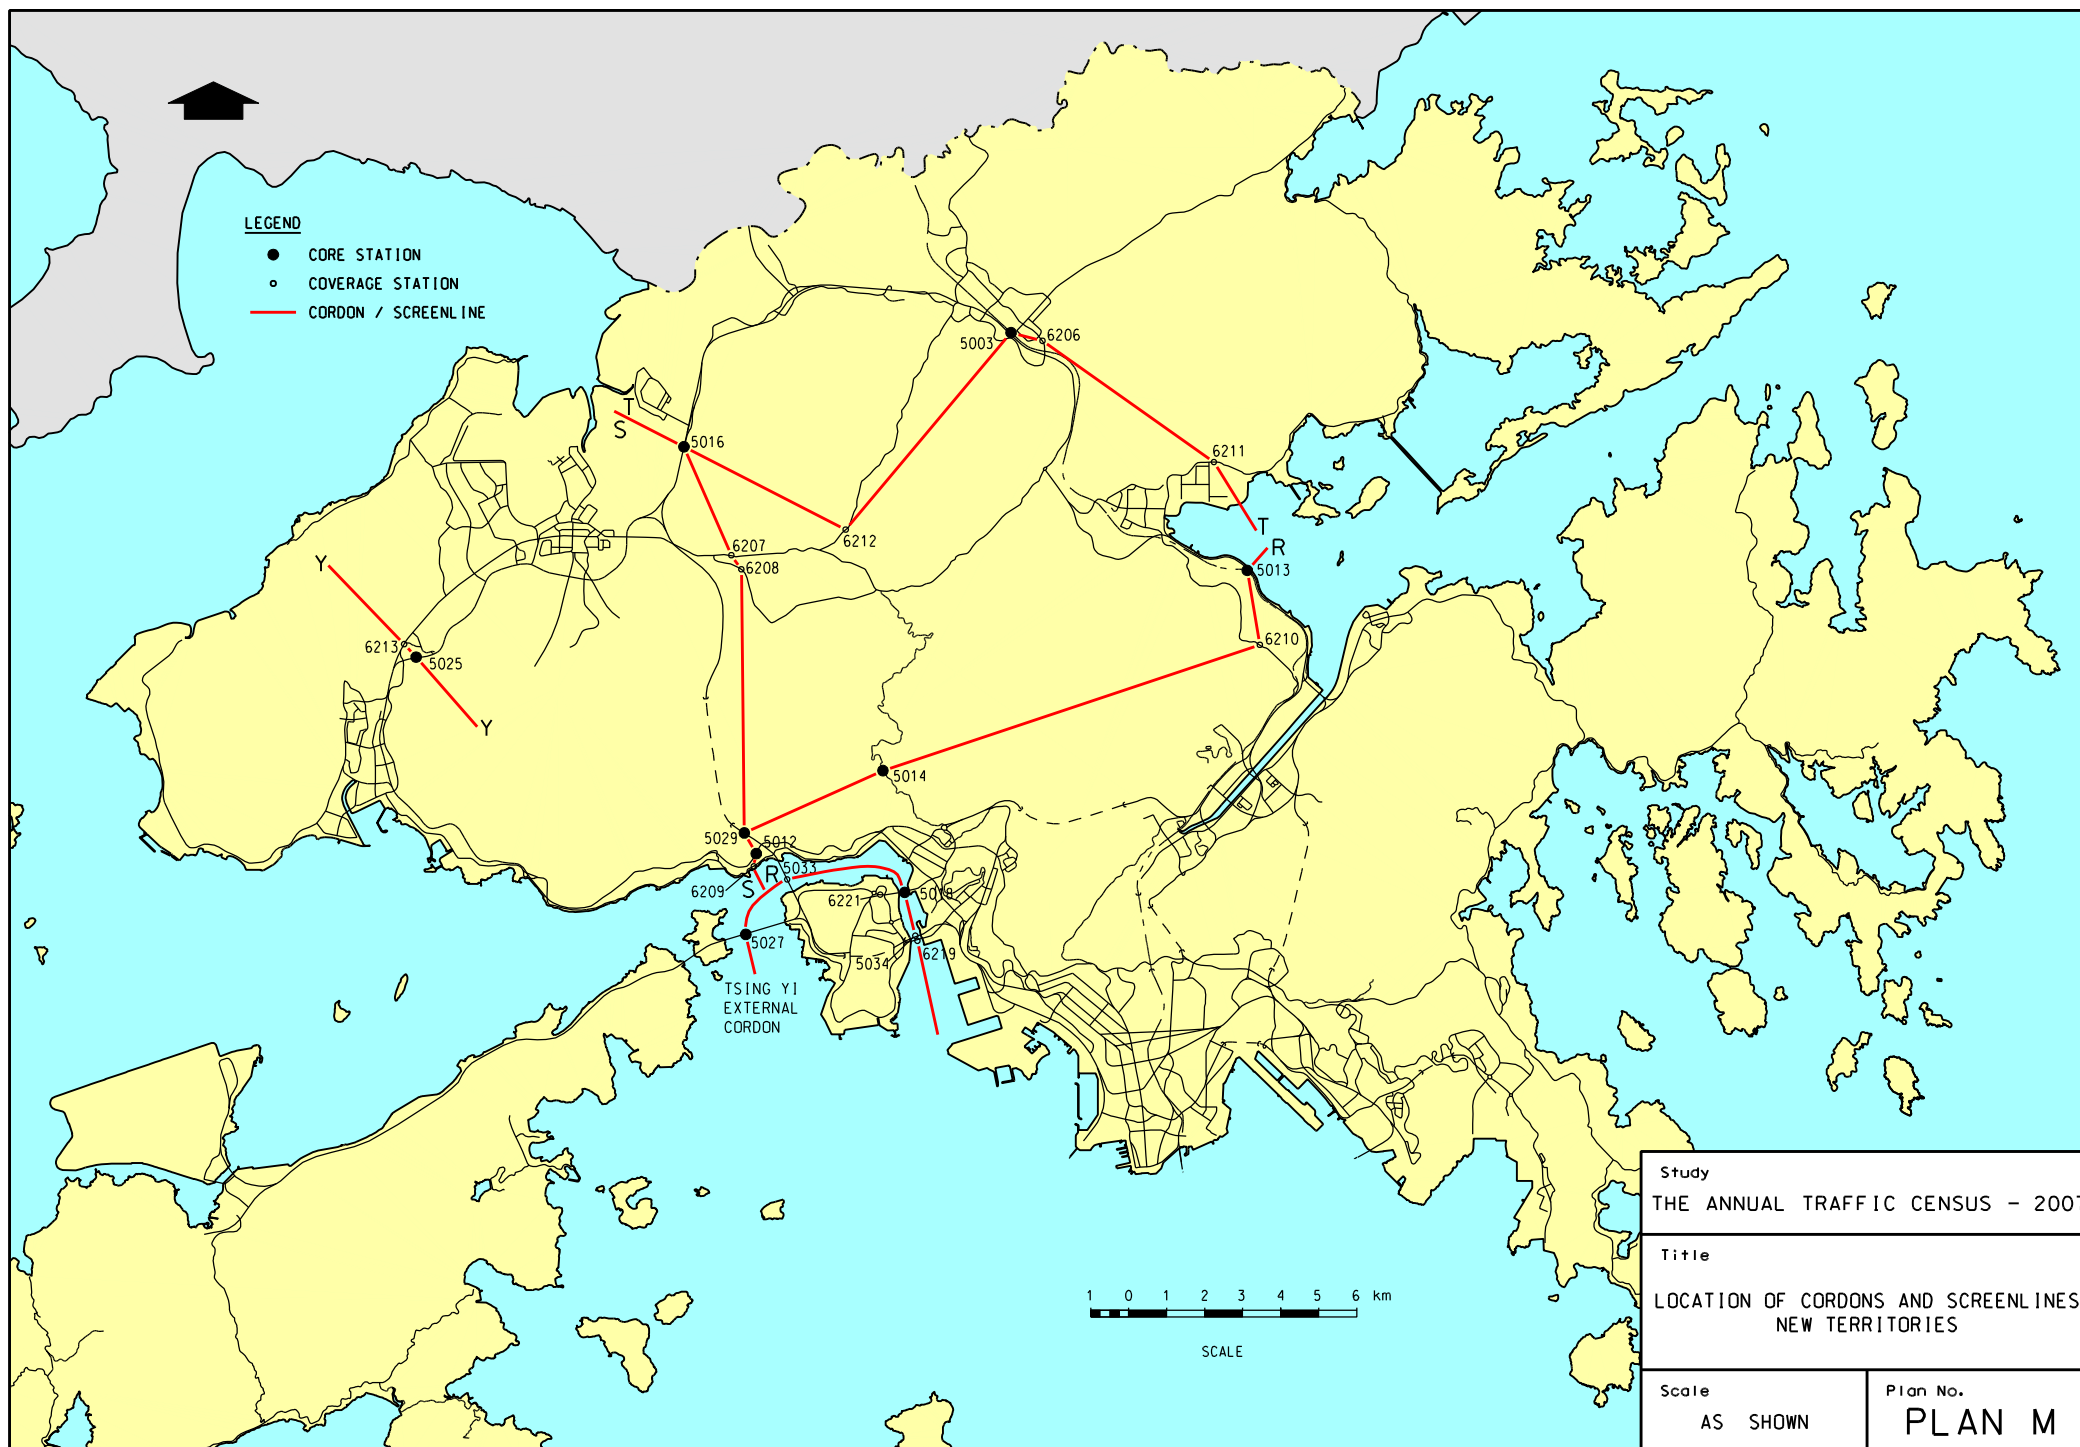 LEGEND
CORE STATION
COVERAGE STATION
CORDON / SCREENLINE
5003
6206
T
S
5016
6211
6212
T
R
6207
6208
5013
Y
6213
5025
6210
Y
5014
5029
5012
5033
R
S
6209
6221
5018
5027
5034
6219
TSING YI
EXTERNAL
CORDON
1 0 1 2 3 4 5 6 km
SCALE
Study
THE ANNUAL TRAFFIC CENSUS - 2007
Title
LOCATION OF CORDONS AND SCREENLINES
NEW TERRITORIES
Scale
AS SHOWN
Plan No.
PLAN M